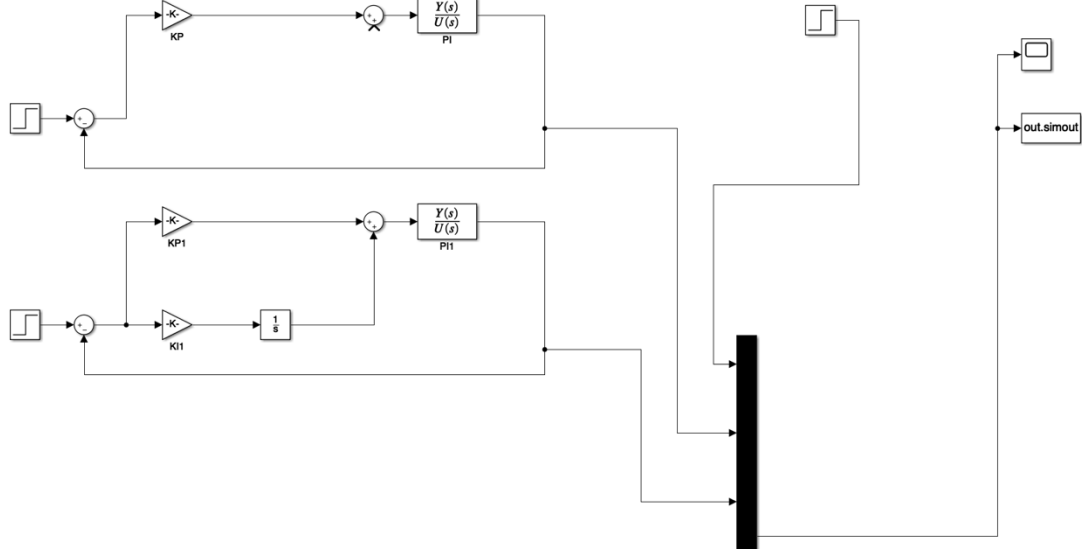 -K-
KP
Y(s)
U(s)
PI
out.simout
-K-
KP1
Y(s)
U(s)
PI1
-K-
KI1
1
s